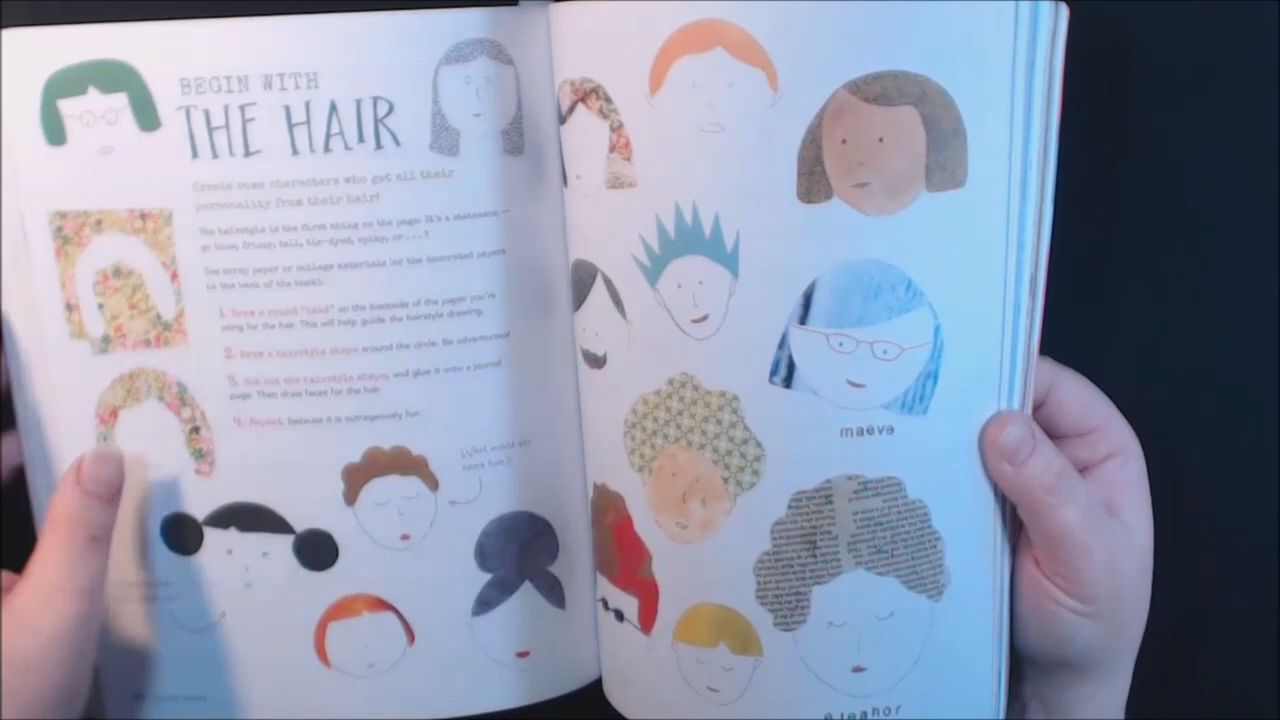 BEGIN WITH
THE HAIR
Create some characters who get all their
personality from their hair!
The hairstyle is the first thing on the page. It's a statement —
go blue, frizzy, tall, tie-dyed, spiky, or . . . ?
Use scrap paper or collage materials (or the decorated papers
in the back of the book).
1. Draw a round "head" on the backside of the paper you're
using for the hair. This will help guide the hairstyle drawing.
2. Draw a hairstyle shape around the circle. Be adventurous!
3. Cut out the hairstyle shape, and glue it onto a journal
page. Then draw faces for the hair.
4. Repeat, because it is outrageously fun.
What would you
name him?
maeve
eleanor